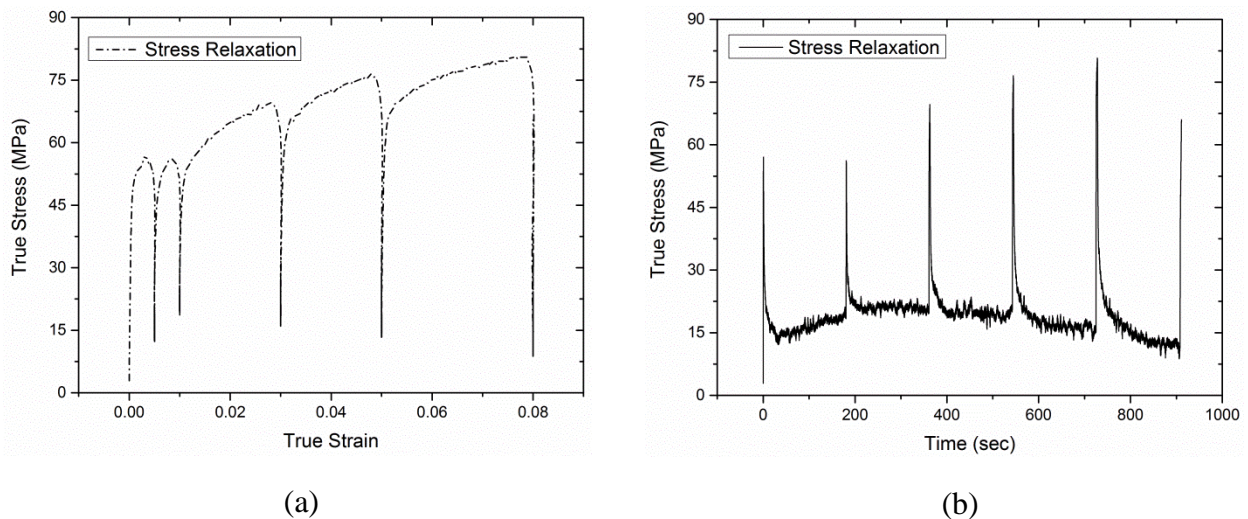 90
75
60
45
30
15
0
True Stress (MPa)
Stress Relaxation
0.00 0.02 0.04 0.06 0.08
True Strain
(a)
90
75
60
45
30
15
0
True Stress (MPa)
Stress Relaxation
0 200 400 600 800 1000
Time (sec)
(b)